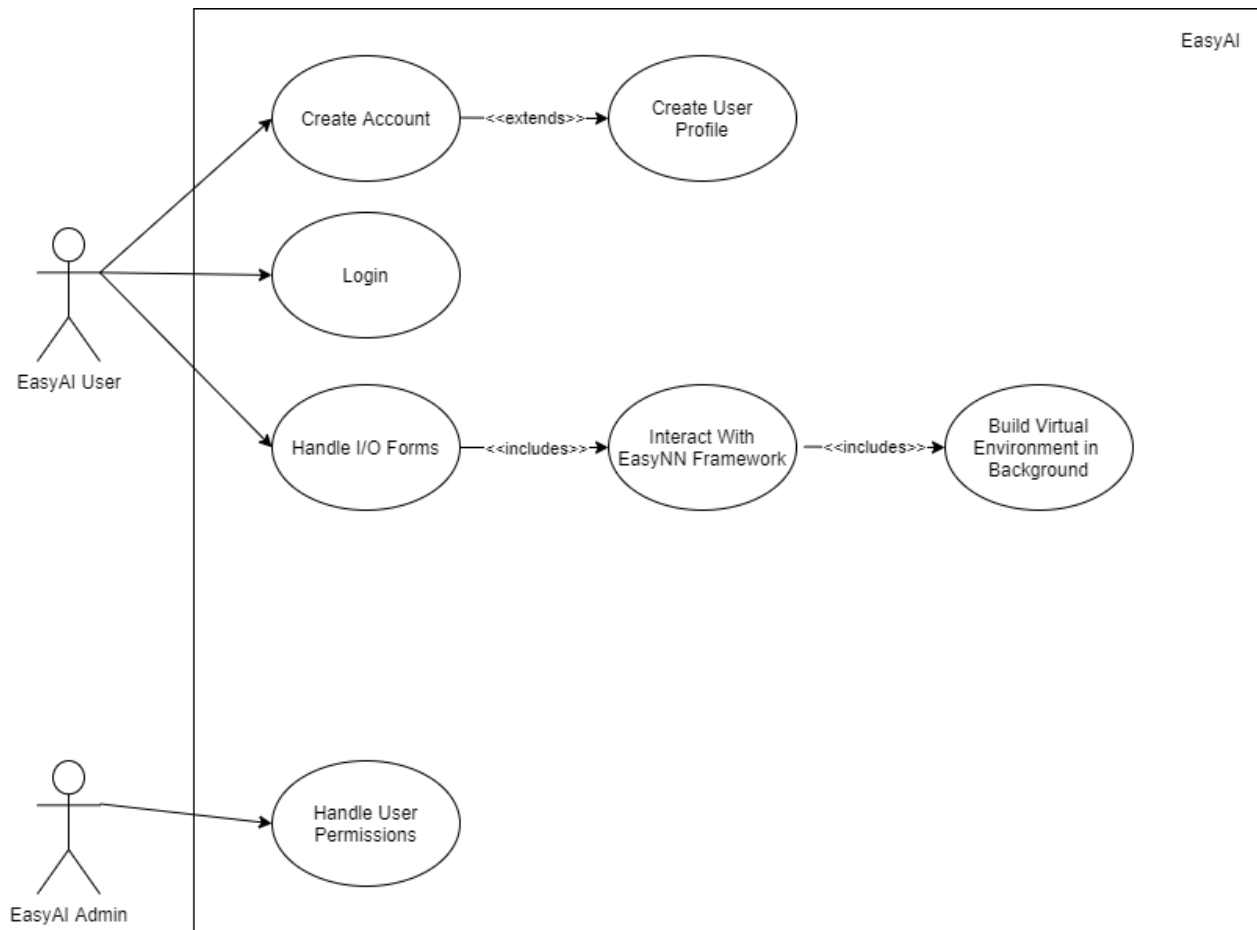 EasyAI
Create Account
<<extends>>
Create User
Profile
Login
EasyAI User
Handle I/O Forms
<<includes>>
Interact With
EasyNN Framework
<<includes>>
Build Virtual
Environment in
Background
Handle User
Permissions
EasyAI Admin